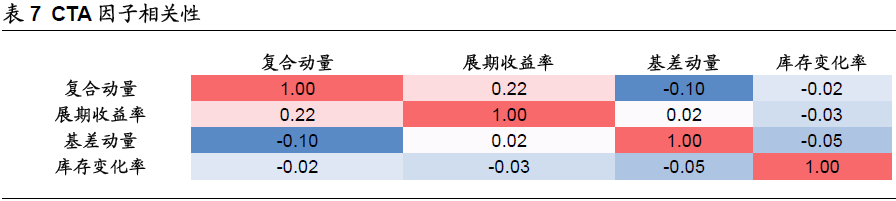 表 7 CTA 因子相关性
复合动量 展期收益率 基差动量 库存变化率
复合动量 1.00 0.22 -0.10 -0.02
展期收益率 0.22 1.00 0.02 -0.03
基差动量 -0.10 0.02 1.00 -0.05
库存变化率 -0.02 -0.03 -0.05 1.00